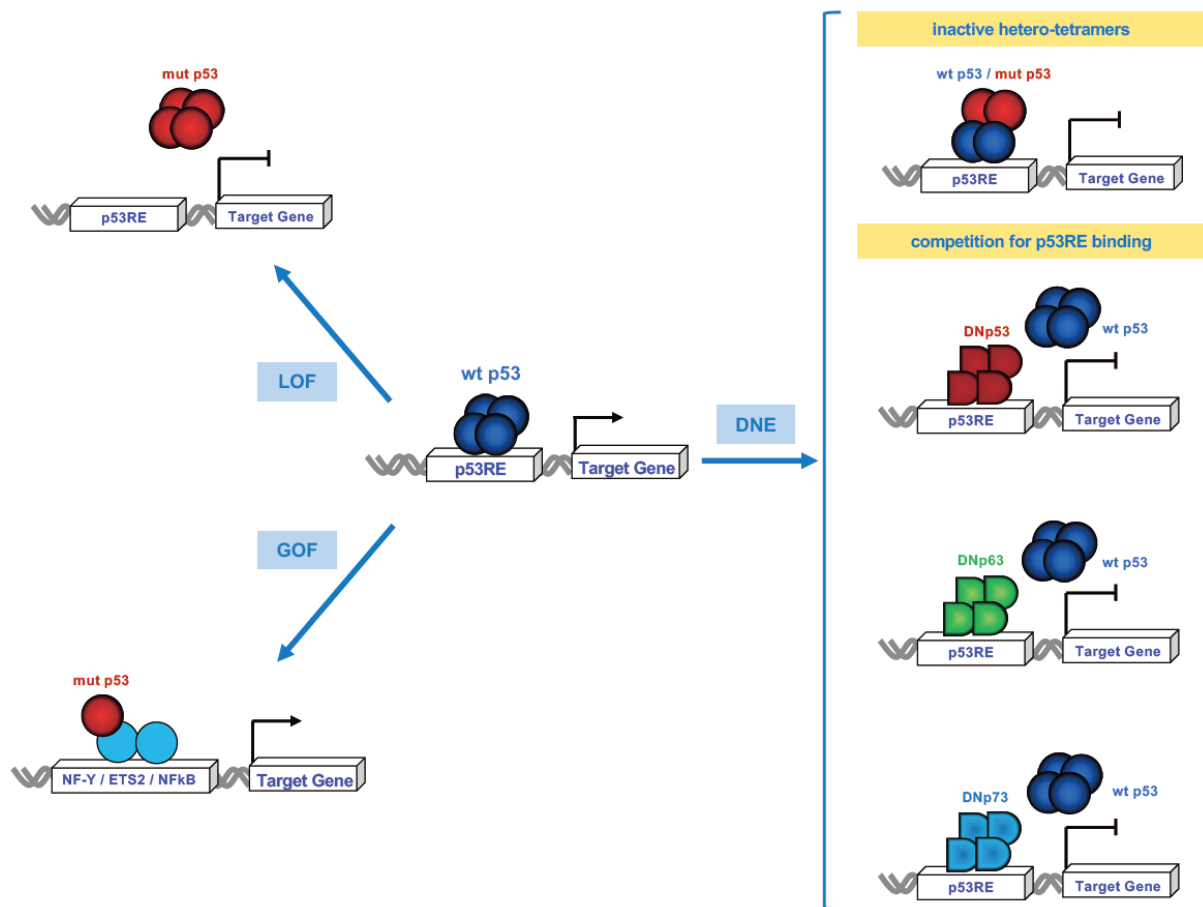 mut p53
p53RE
Target Gene
LOF
wt p53
p53RE
Target Gene
GOF
mut p53
NF-Y / ETS2 / NFkB
Target Gene
DNE
inactive hetero-tetramers
wt p53 / mut p53
p53RE
Target Gene
competition for p53RE binding
DNp53
wt p53
p53RE
Target Gene
DNp63
wt p53
p53RE
Target Gene
DNp73
wt p53
p53RE
Target Gene